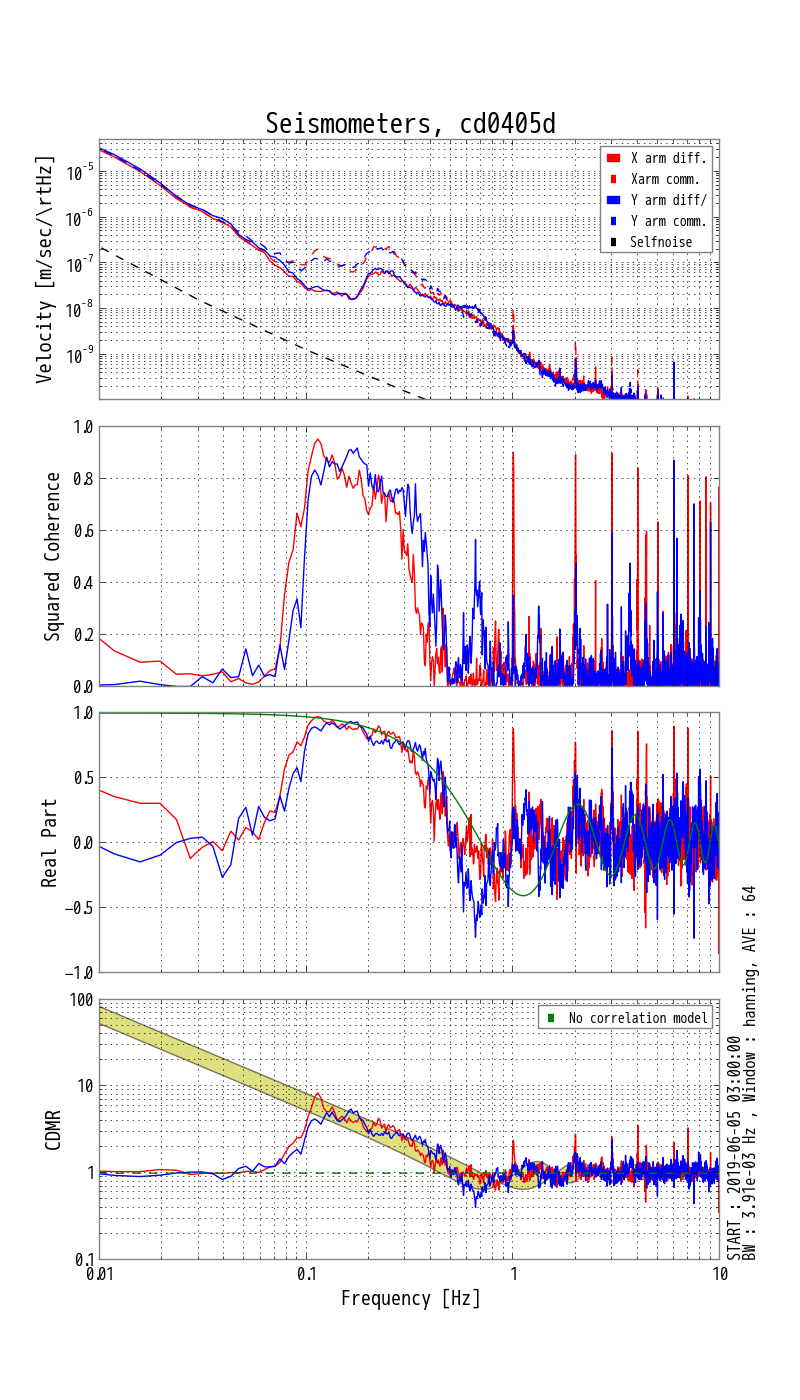 Seismometers, cd0405d
Velocity [m/sec/\rtHz]
10^-5
10^-6
10^-7
10^-8
10^-9
X arm diff.
Xarm comm.
Y arm diff/
Y arm comm.
Selfnoise
Squared Coherence
1.0
0.8
0.6
0.4
0.2
0.0
Real Part
1.0
0.5
0.0
−0.5
−1.0
CDMR
100
10
1
0.1
No correlation model
0.01
0.1
1
10
Frequency [Hz]
START : 2019-06-05 03:00:00
BW : 3.91e-03 Hz , Window : hanning, AVE : 64